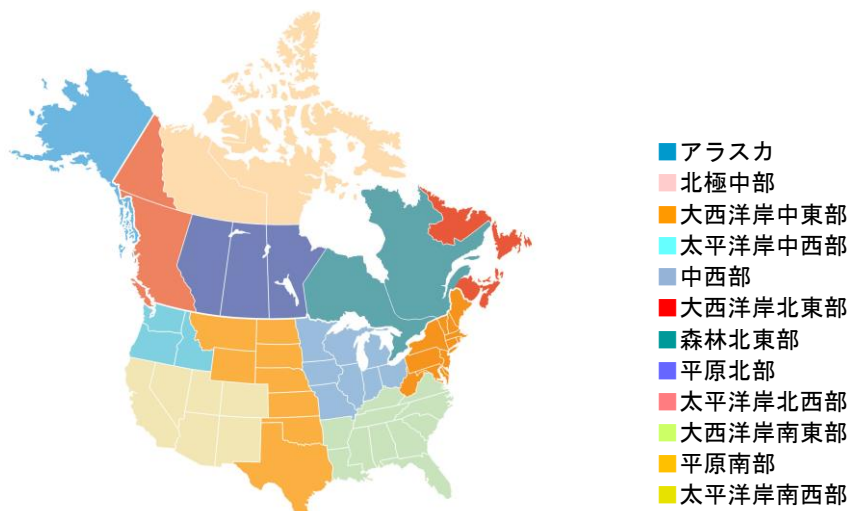 アラスカ
北極中部
大西洋岸中東部
太平洋岸中西部
中西部
大西洋岸北東部
森林北東部
平原北部
太平洋岸北西部
大西洋岸南東部
平原南部
太平洋岸南西部